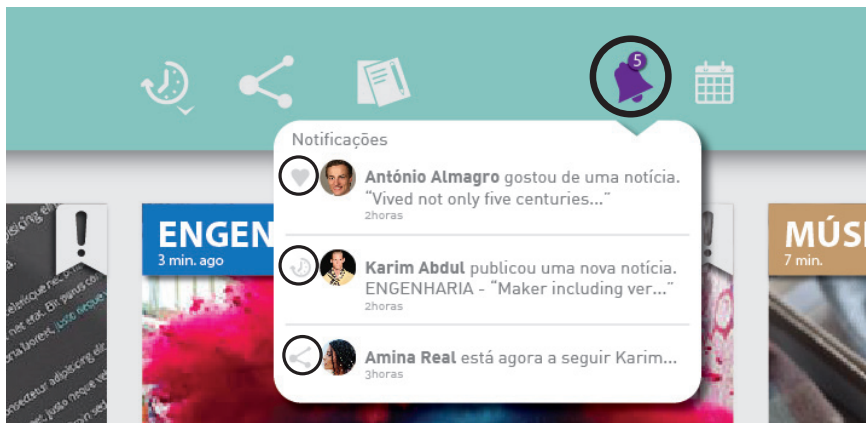 5
Notificações
António Almagro gostou de uma notícia.
“Vived not only five centuries...”
2horas
Karim Abdul publicou uma nova notícia.
ENGENHARIA - “Maker including ver...”
2horas
Amina Real está agora a seguir Karim...
3horas
ENGEN
3 min. ago
MÚSI
7 min.